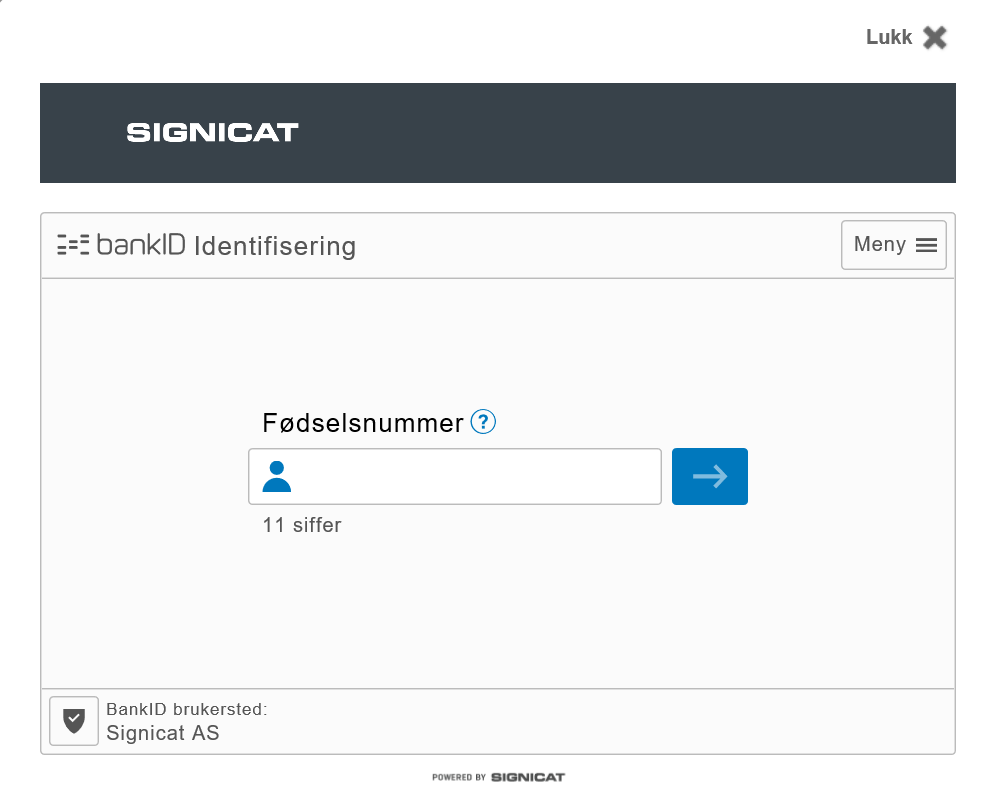 Lukk
SIGNICAT
bankID Identifisering
Meny
Fødselsnummer ?
11 siffer
BankID brukersted:
Signicat AS
POWERED BY SIGNICAT